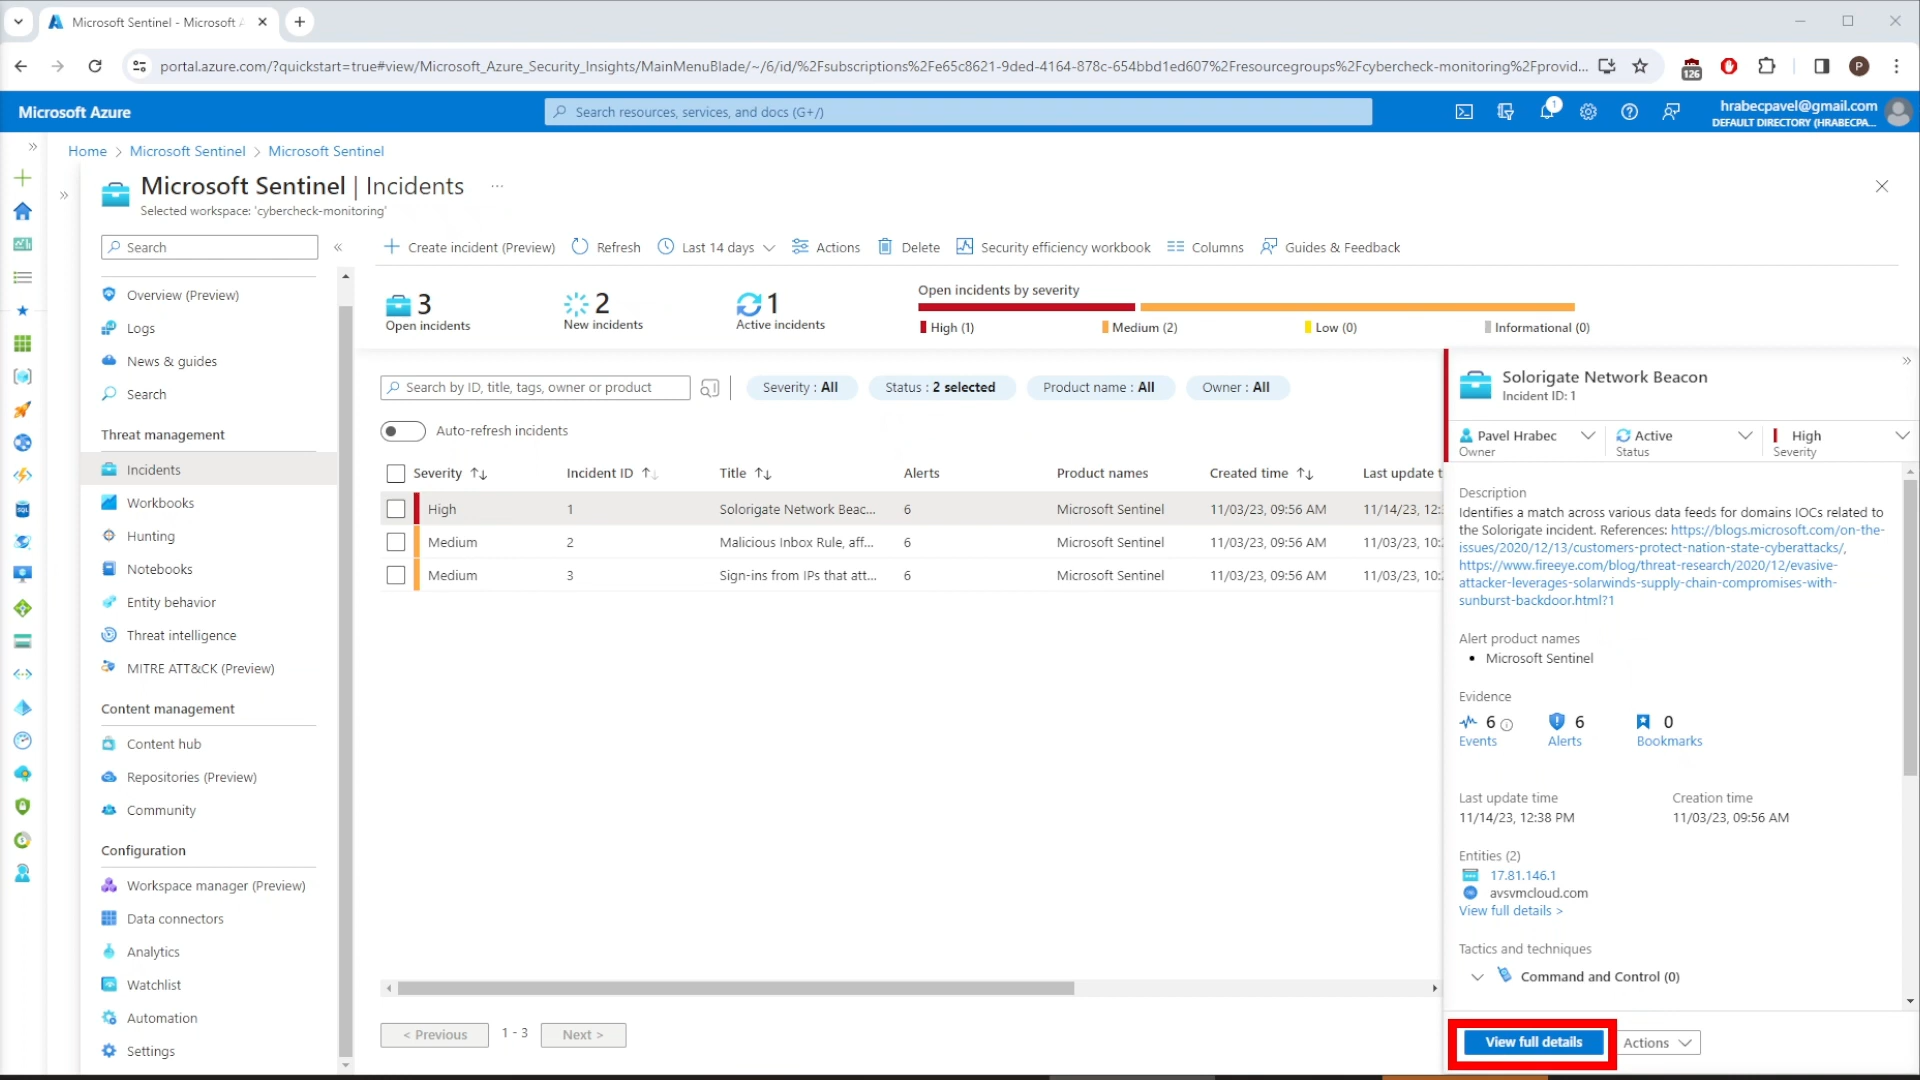 Microsoft Sentinel - Microsoft A
portal.azure.com/?quickstart=true#view/Microsoft_Azure_Security_Insights/MainMenuBlade/~/6/id/%2Fsubscriptions%2Fe65c8621-9ded-4164-878c-654bbd1ed607%2Fresourcegroups%2Fcybercheck-monitoring%2Fprovid...
126
P
Microsoft Azure
Search resources, services, and docs (G+/)
1
hrabecpavel@gmail.com
DEFAULT DIRECTORY (HRABECPA...
Home > Microsoft Sentinel > Microsoft Sentinel
Microsoft Sentinel | Incidents ...
Selected workspace: 'cybercheck-monitoring'
Search
Overview (Preview)
Logs
News & guides
Search
Threat management
Incidents
Workbooks
Hunting
Notebooks
Entity behavior
Threat intelligence
MITRE ATT&CK (Preview)
Content management
Content hub
Repositories (Preview)
Community
Configuration
Workspace manager (Preview)
Data connectors
Analytics
Watchlist
Automation
Settings
Create incident (Preview) Refresh Last 14 days Actions Delete Security efficiency workbook Columns Guides & Feedback
3
Open incidents
2
New incidents
1
Active incidents
Open incidents by severity
High (1) Medium (2) Low (0) Informational (0)
Search by ID, title, tags, owner or product
Severity : All Status : 2 selected Product name : All Owner : All
Auto-refresh incidents
Severity Incident ID Title Alerts Product names Created time Last update t
High 1 Solorigate Network Beac... 6 Microsoft Sentinel 11/03/23, 09:56 AM 11/14/23, 12:
Medium 2 Malicious Inbox Rule, aff... 6 Microsoft Sentinel 11/03/23, 09:56 AM 11/03/23, 10:2
Medium 3 Sign-ins from IPs that att... 6 Microsoft Sentinel 11/03/23, 09:56 AM 11/03/23, 10:2
< Previous 1 - 3 Next >
Solorigate Network Beacon
Incident ID: 1
Pavel Hrabec Active High
Owner Status Severity
Description
Identifies a match across various data feeds for domains IOCs related to
the Solorigate incident. References: https://blogs.microsoft.com/on-the-
issues/2020/12/13/customers-protect-nation-state-cyberattacks/,
https://www.fireeye.com/blog/threat-research/2020/12/evasive-
attacker-leverages-solarwinds-supply-chain-compromises-with-
sunburst-backdoor.html?1
Alert product names
• Microsoft Sentinel
Evidence
6 6 0
Events Alerts Bookmarks
Last update time Creation time
11/14/23, 12:38 PM 11/03/23, 09:56 AM
Entities (2)
17.81.146.1
avsvmcloud.com
View full details >
Tactics and techniques
Command and Control (0)
View full details Actions